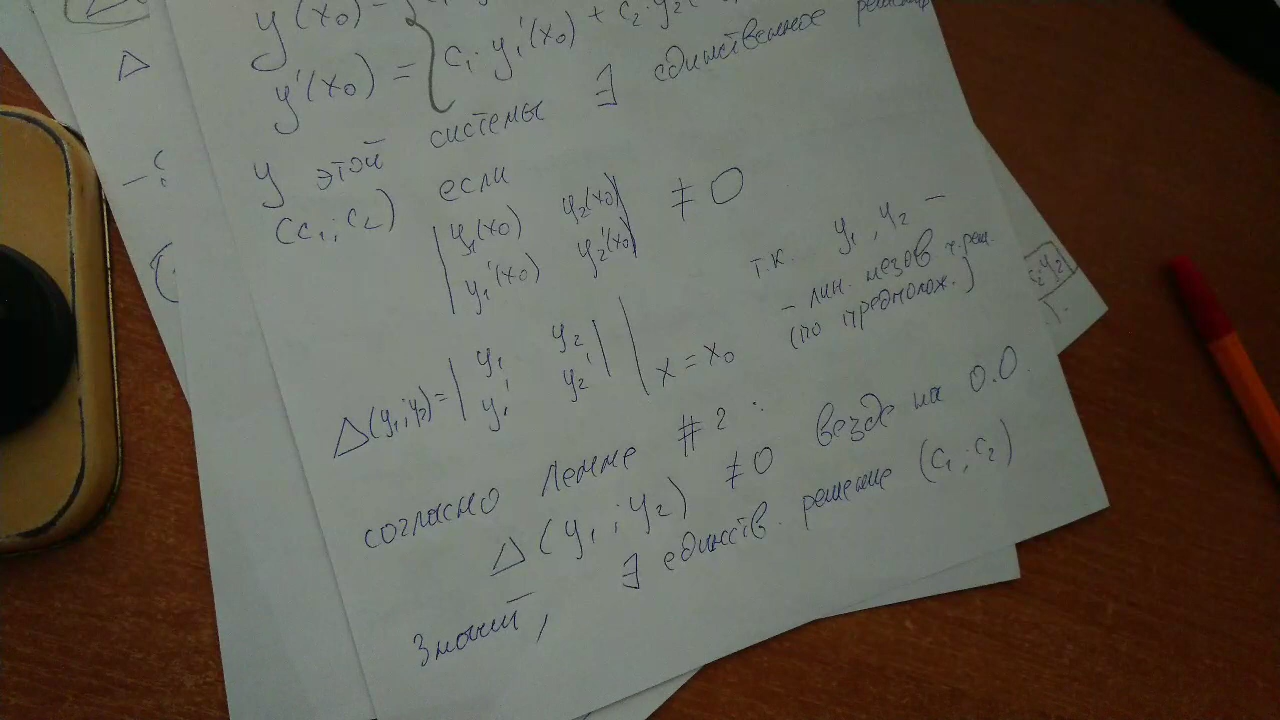 y(x₀) =
y'(x₀) = { c₁·y₁'(x₀) + c₂·y₂(
У этой системы ∃ единственное решение
(c₁; c₂) если
| y₁(x₀) y₂(x₀) | ≠ 0
| y₁'(x₀) y₂'(x₀) |
т.к. y₁, y₂ –
– лин. незав. ч. реш.
(по предполож.)
Δ(y₁; y₂) = | y₁ y₂ | |
| y₁' y₂' | | x = x₀
согласно Лемме #2:
Δ(y₁; y₂) ≠ 0 везде на О.О.
Значит, ∃ единств. решение (c₁; c₂)
c₂y₂